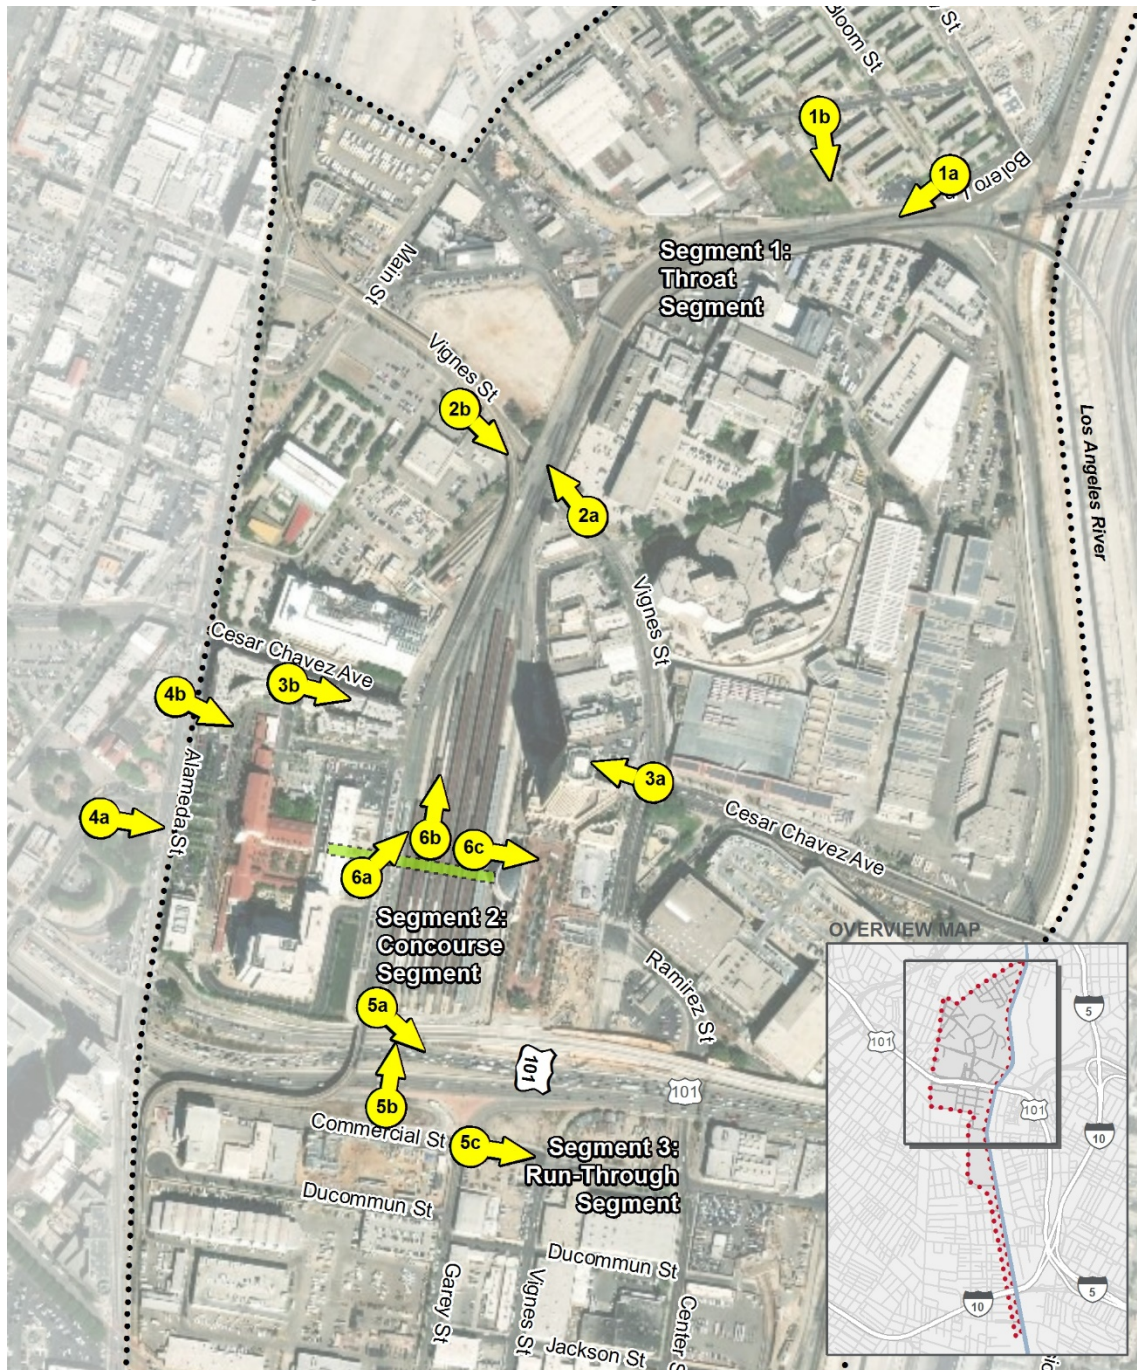 Bloom St
St
1b
1a
Bolero L
Segment 1:
Throat
Segment
Main St
Vignes St
2b
2a
Los Angeles River
Vignes St
Cesar Chavez Ave
3b
4b
3a
Alameda St
4a
6b
6c
6a
Cesar Chavez Ave
Segment 2:
Concourse
Segment
Ramirez St
5a
101
101
5b
Commercial St
5c
Segment 3:
Run-Through
Segment
Ducommun St
Ducommun St
Garey St
Vignes St
Center S
Jackson St
OVERVIEW MAP
5
101
101
10
10
5